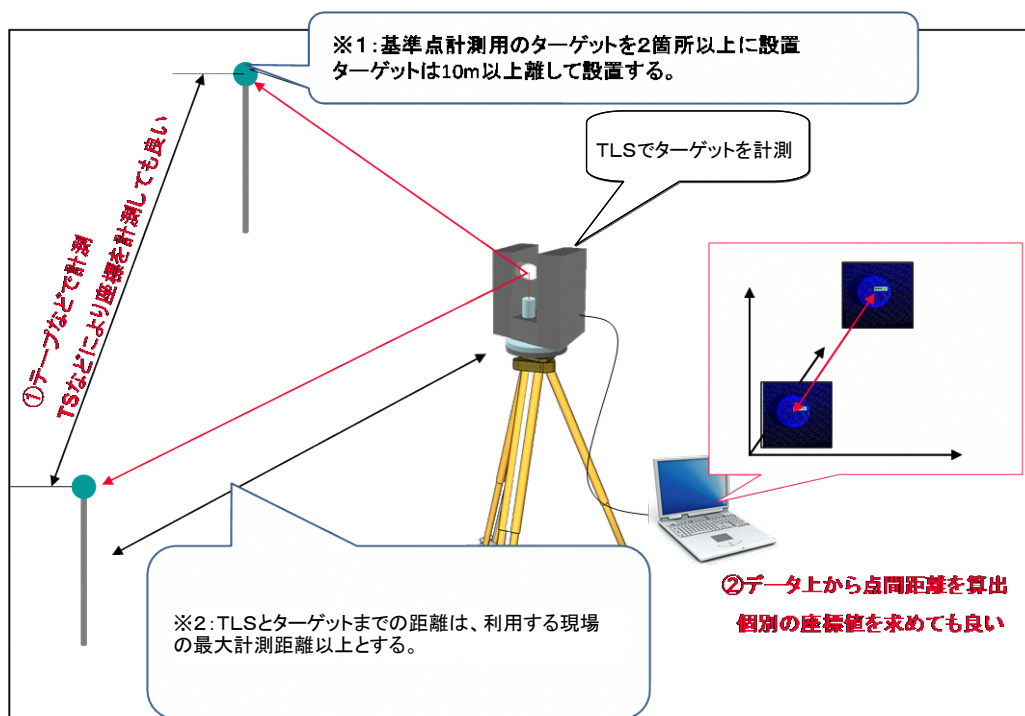 ※1:基準点計測用のターゲットを2箇所以上に設置
ターゲットは10m以上離して設置する。
TLSでターゲットを計測
①テープなどで計測
TSなどにより座標を計測しても良い
②データ上から点間距離を算出
個別の座標値を求めても良い
※2:TLSとターゲットまでの距離は、利用する現場
の最大計測距離以上とする。